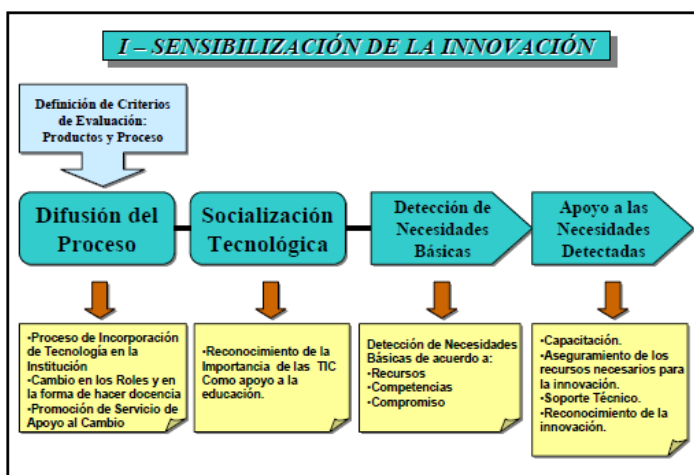 I – SENSIBILIZACIÓN DE LA INNOVACIÓN
Definición de Criterios
de Evaluación:
Productos y Proceso
Difusión del
Proceso
Socialización
Tecnológica
Detección de
Necesidades
Básicas
Apoyo a las
Necesidades
Detectadas
•Proceso de Incorporación
de Tecnología en la
Institución
•Cambio en los Roles y en
la forma de hacer docencia
•Promoción de Servicio de
Apoyo al Cambio
•Reconocimiento de la
Importancia de las TIC
Como apoyo a la
educación.
Detección de Necesidades
Básicas de acuerdo a:
•Recursos
•Competencias
•Compromiso
•Capacitación.
•Aseguramiento de los
recursos necesarios para
la innovación.
•Soporte Técnico.
•Reconocimiento de la
innovación.